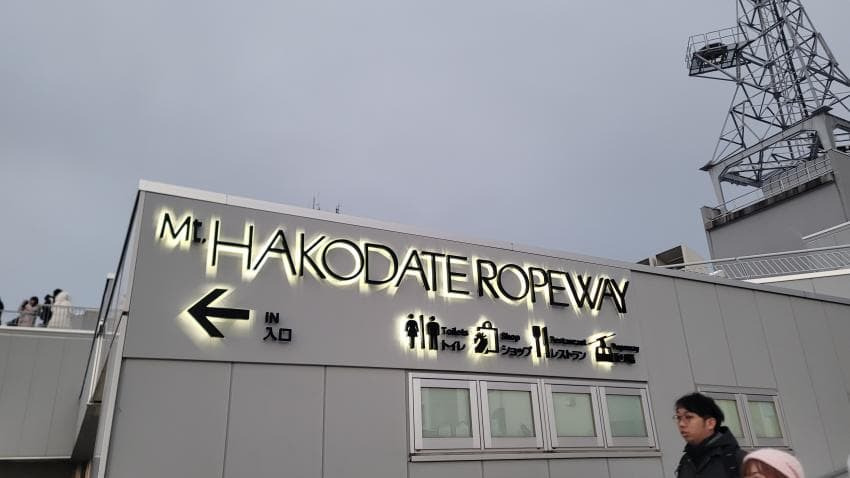 Mt. HAKODATE ROPEWAY
IN
入口
Toilets
トイレ
Shop
ショップ
Restaurant
レストラン
Ropeway